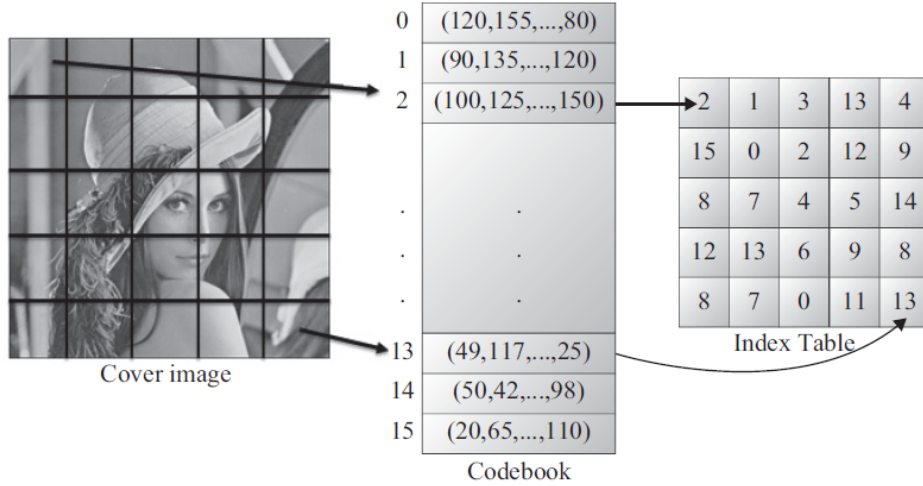 0 (120,155,...,80)
1 (90,135,...,120)
2 (100,125,...,150)
.
.
.
.
.
.
13 (49,117,...,25)
14 (50,42,...,98)
15 (20,65,...,110)
Codebook
Cover image
2 1 3 13 4
15 0 2 12 9
8 7 4 5 14
12 13 6 9 8
8 7 0 11 13
Index Table